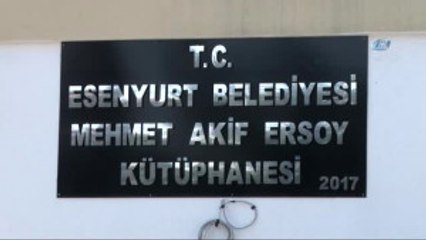 T.C.
ESENYURT BELEDİYESİ
MEHMET AKİF ERSOY
KÜTÜPHANESİ
2017